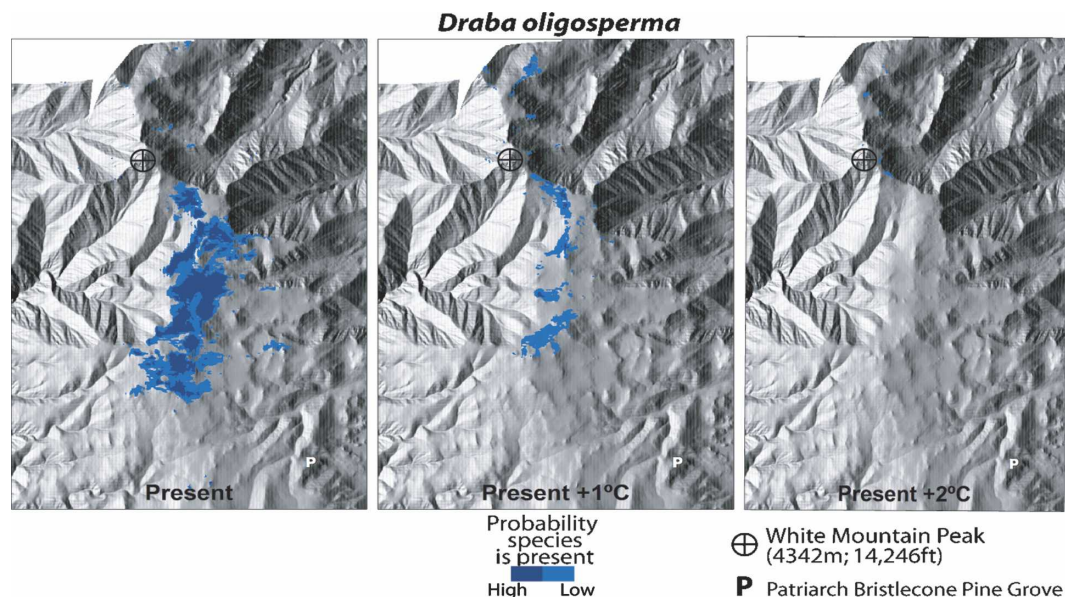 Draba oligosperma
P
Present
P
Present +1ºC
P
Present +2ºC
Probability
species
is present
High Low
White Mountain Peak
(4342m; 14,246ft)
P Patriarch Bristlecone Pine Grove